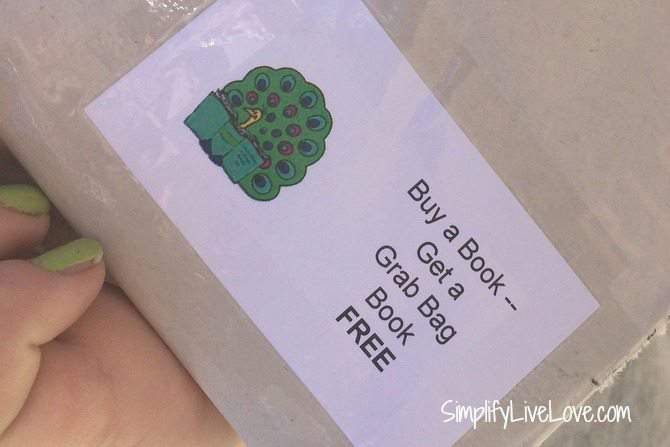 Buy a Book --
Get a
Grab Bag
Book
FREE
SimplifyLiveLove.com